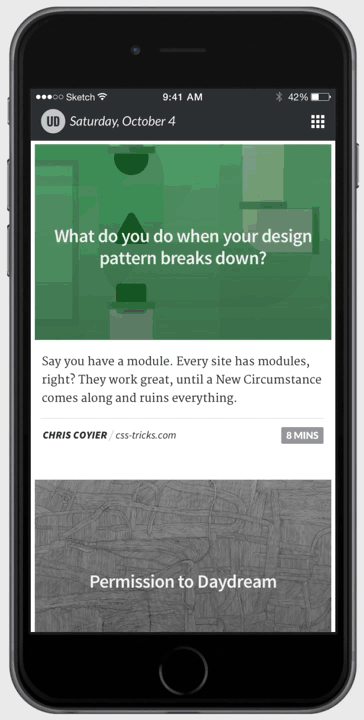 Sketch 9:41 AM 42%
UD Saturday, October 4
What do you do when your design
pattern breaks down?
Say you have a module. Every site has modules,
right? They work great, until a New Circumstance
comes along and ruins everything.
CHRIS COYIER / css-tricks.com 8 MINS
Permission to Daydream